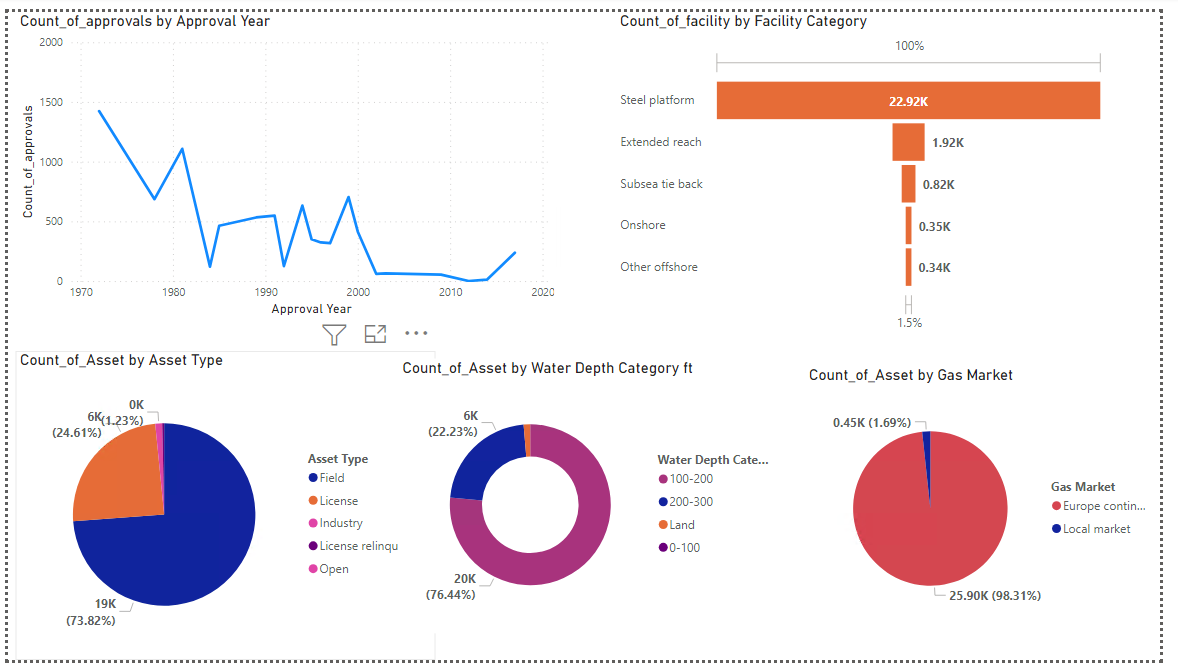 Count_of_approvals by Approval Year
2000
1500
1000
500
0
Count_of_approvals
1970 1980 1990 2000 2010 2020
Approval Year
Count_of_facility by Facility Category
100%
Steel platform 22.92K
Extended reach 1.92K
Subsea tie back 0.82K
Onshore 0.35K
Other offshore 0.34K
1.5%
Count_of_Asset by Asset Type
0K
(1.23%)
6K
(24.61%)
19K
(73.82%)
Asset Type
Field
License
Industry
License relinqu
Open
Count_of_Asset by Water Depth Category ft
6K
(22.23%)
20K
(76.44%)
Water Depth Cate...
100-200
200-300
Land
0-100
Count_of_Asset by Gas Market
0.45K (1.69%)
25.90K (98.31%)
Gas Market
Europe contin...
Local market